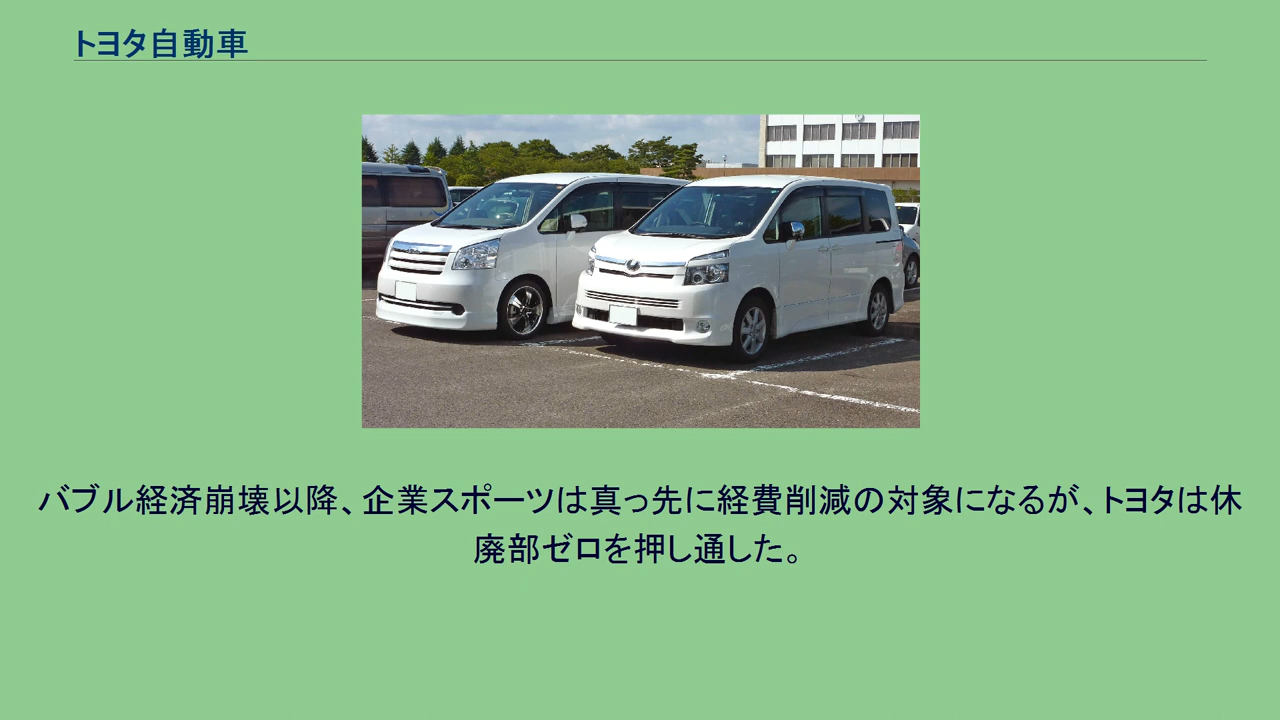 トヨタ自動車
バブル経済崩壊以降、企業スポーツは真っ先に経費削減の対象になるが、トヨタは休
廃部ゼロを押し通した。